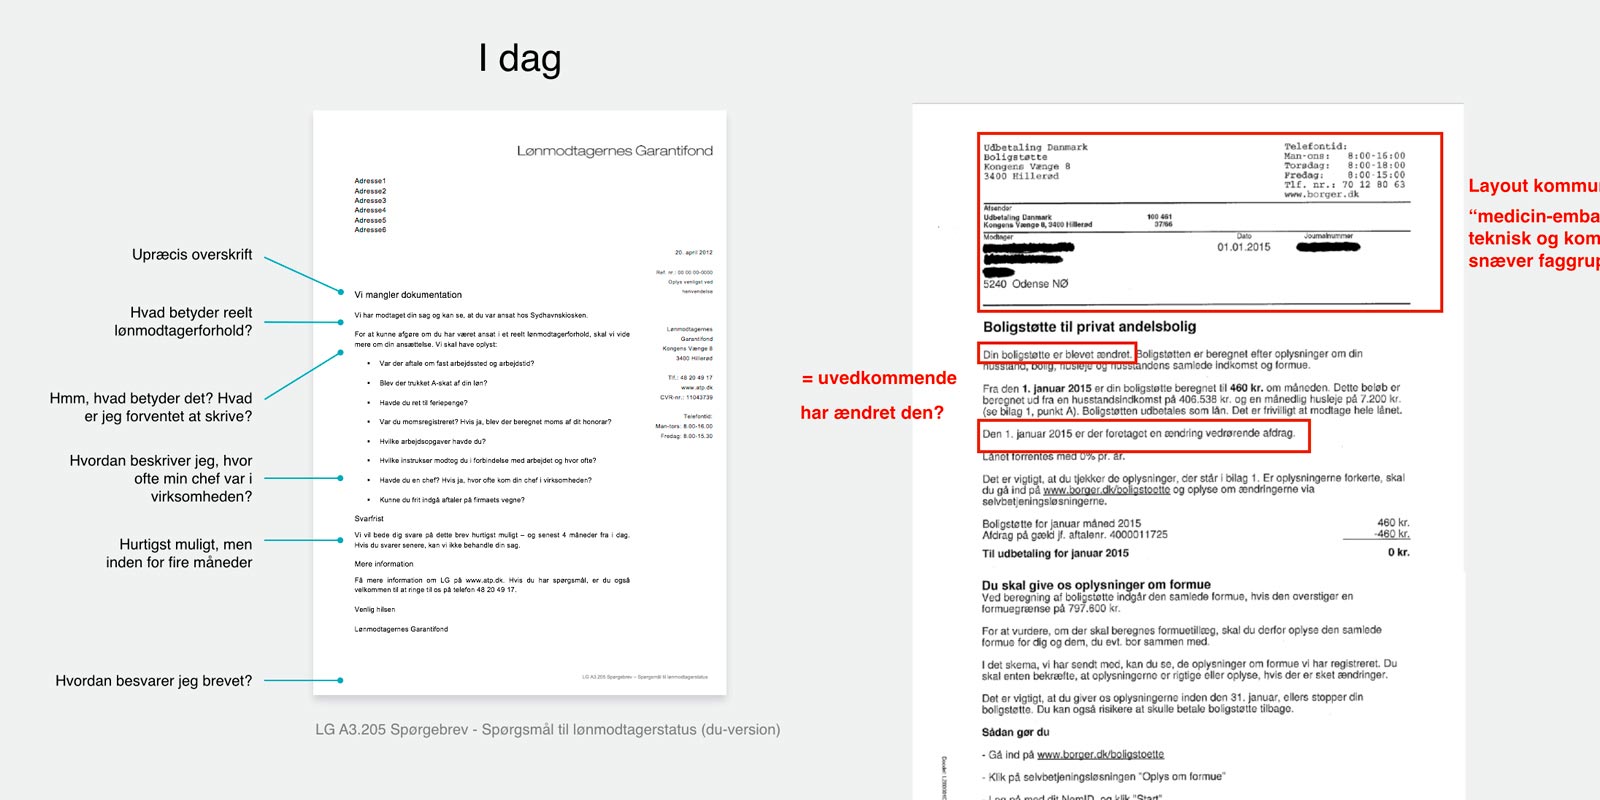 I dag
Upræcis overskrift
Hvad betyder reelt
lønmodtagerforhold?
Hmm, hvad betyder det? Hvad
er jeg forventet at skrive?
Hvordan beskriver jeg, hvor
ofte min chef var i
virksomheden?
Hurtigst muligt, men
inden for fire måneder
Hvordan besvarer jeg brevet?
Lønmodtagernes Garantifond
Adresse1
Adresse2
Adresse3
Adresse4
Adresse5
Adresse6
20. april 2012
Ref. nr.: 00 00 00-0000
Oplys venligst ved
henvendelse
Vi mangler dokumentation
Vi har modtaget din sag og kan se, at du var ansat hos Sydhavnskiosken.
For at kunne afgøre om du har været ansat i et reelt lønmodtagerforhold, skal vi vide
mere om din ansættelse. Vi skal have oplyst:
• Var der aftale om fast arbejdssted og arbejdstid?
• Blev der trukket A-skat af din løn?
• Havde du ret til feriepenge?
• Var du momsregistreret? Hvis ja, blev der beregnet moms af dit honorar?
• Hvilke arbejdsopgaver havde du?
• Hvilke instrukser modtog du i forbindelse med arbejdet og hvor ofte?
• Havde du en chef? Hvis ja, hvor ofte kom din chef i virksomheden?
• Kunne du frit indgå aftaler på firmaets vegne?
Lønmodtagernes
Garantifond
Kongens Vænge 8
3400 Hillerød
Tlf.: 48 20 49 17
www.atp.dk
CVR-nr.: 11043739
Telefontid:
Man-tors: 8.00-16.00
Fredag: 8.00-15.30
Svarfrist
Vi vil bede dig svare på dette brev hurtigst muligt – og senest 4 måneder fra i dag.
Hvis du svarer senere, kan vi ikke behandle din sag.
Mere information
Få mere information om LG på www.atp.dk. Hvis du har spørgsmål, er du også
velkommen til at ringe til os på telefon 48 20 49 17.
Venlig hilsen
Lønmodtagernes Garantifond
LG A3.205 Spørgebrev – Spørgsmål til lønmodtagerstatus
LG A3.205 Spørgebrev - Spørgsmål til lønmodtagerstatus (du-version)
= uvedkommende
har ændret den?
Udbetaling Danmark
Boligstøtte
Kongens Vænge 8
3400 Hillerød
Telefontid:
Man-ons: 8:00-16:00
Torsdag: 8:00-18:00
Fredag: 8:00-15:00
Tlf. nr.: 70 12 80 63
www.borger.dk
Afsender
Udbetaling Danmark 100 461
Kongens Vænge 8, 3400 Hillerød 37/66
Modtager Dato Journalnummer
01.01.2015
5240 Odense NØ
Boligstøtte til privat andelsbolig
Din boligstøtte er blevet ændret. Boligstøtten er beregnet efter oplysninger om din
husstand, bolig, husleje og husstandens samlede indkomst og formue.
Fra den 1. januar 2015 er din boligstøtte beregnet til 460 kr. om måneden. Dette beløb er
beregnet ud fra en husstandsindkomst på 406.538 kr. og en månedlig husleje på 7.200 kr.
(se bilag 1, punkt A). Boligstøtten udbetales som lån. Det er frivilligt at modtage hele lånet.
Den 1. januar 2015 er der foretaget en ændring vedrørende afdrag.
Lånet forrentes med 0% pr. år.
Det er vigtigt, at du tjekker de oplysninger, der står i bilag 1. Er oplysningerne forkerte, skal
du gå ind på www.borger.dk/boligstoette og oplyse om ændringerne via
selvbetjeningsløsningerne.
Boligstøtte for januar måned 2015 460 kr.
Afdrag på gæld jf. aftalenr. 4000011725 -460 kr.
Til udbetaling for januar 2015 0 kr.
Du skal give os oplysninger om formue
Ved beregning af boligstøtte indgår den samlede formue, hvis den overstiger en
formuegrænse på 797.600 kr.
For at vurdere, om der skal beregnes formuetillæg, skal du derfor oplyse den samlede
formue for dig og dem, du evt. bor sammen med.
I det skema, vi har sendt med, kan du se, de oplysninger om formue vi har registreret. Du
skal enten bekræfte, at oplysningerne er rigtige eller oplyse, hvis der er sket ændringer.
Det er vigtigt, at du giver os oplysningerne inden den 31. januar, ellers stopper din
boligstøtte. Du kan også risikere at skulle betale boligstøtte tilbage.
Sådan gør du
- Gå ind på www.borger.dk/boligstoette
- Klik på selvbetjeningsløsningen "Oplys om formue"
- Log på med dit NemID, og klik "Start"
Layout kommu
“medicin-emba
teknisk og kom
snæver faggrup